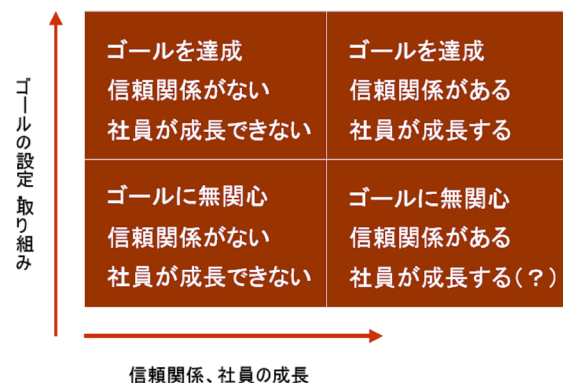 ゴールの設定・取り組み
ゴールを達成
信頼関係がない
社員が成長できない
ゴールを達成
信頼関係がある
社員が成長する
ゴールに無関心
信頼関係がない
社員が成長できない
ゴールに無関心
信頼関係がある
社員が成長する(?)
信頼関係、社員の成長